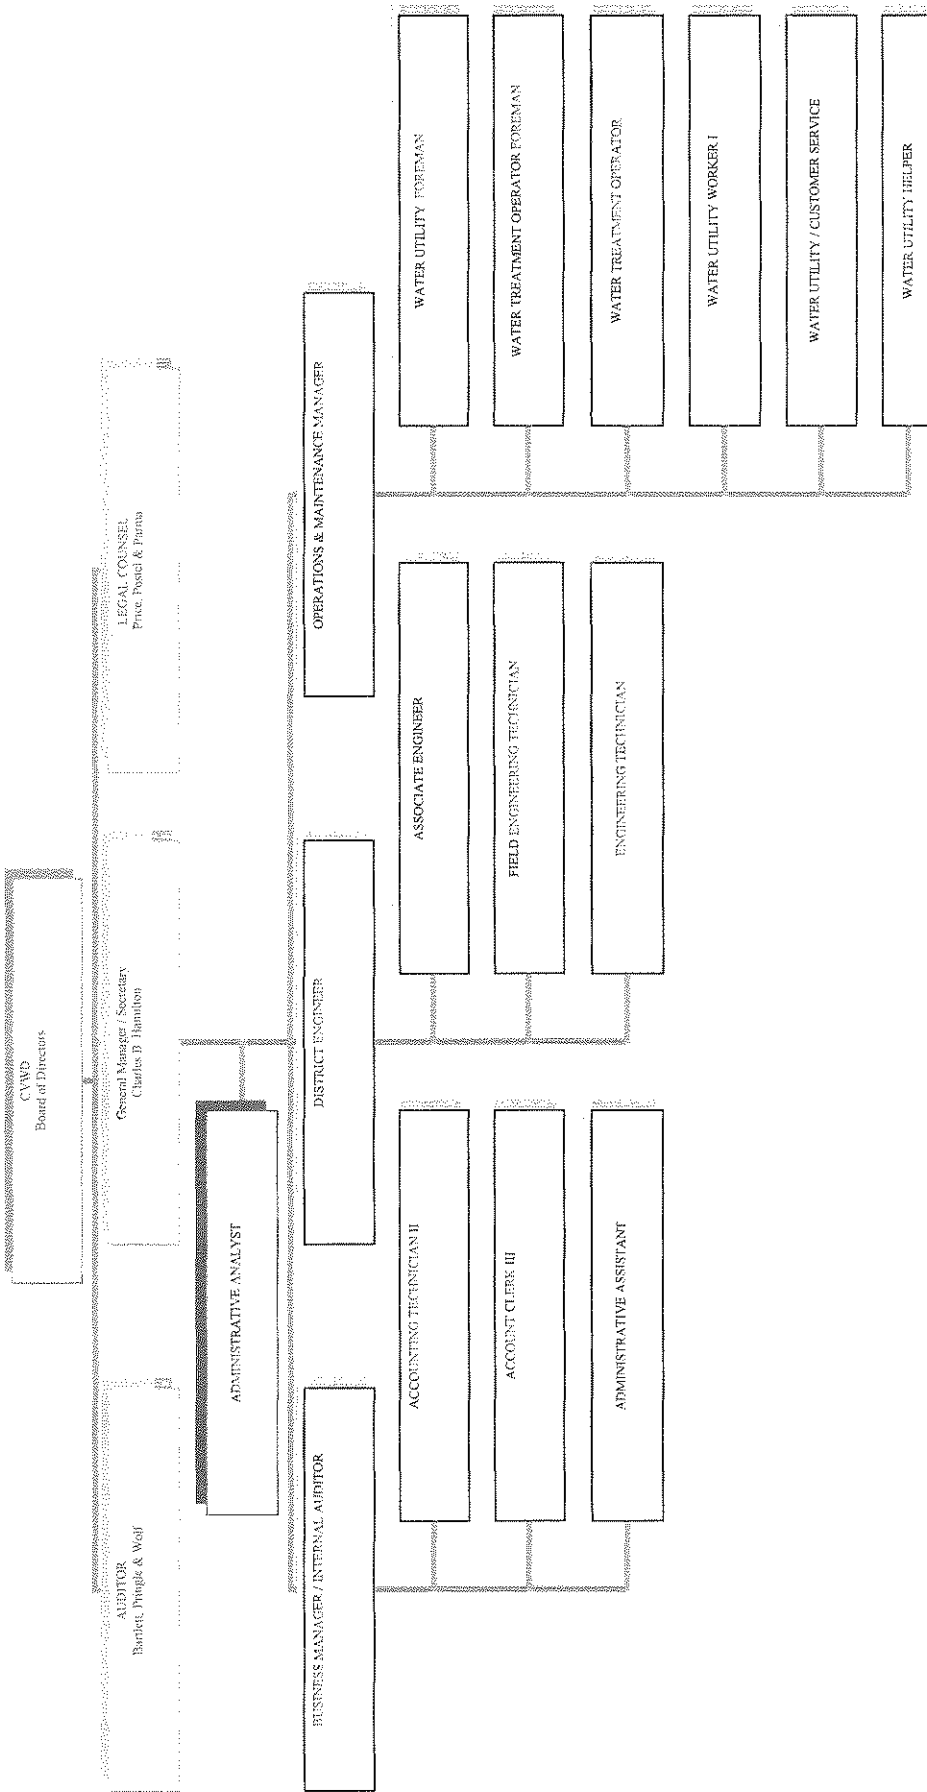 CVWD
Board of Directors
AUDITOR
Bartlett, Pringle & Wolf
General Manager / Secretary
Charles B. Hamilton
LEGAL COUNSEL
Price, Postel & Parma
ADMINISTRATIVE ANALYST
BUSINESS MANAGER / INTERNAL AUDITOR
DISTRICT ENGINEER
OPERATIONS & MAINTENANCE MANAGER
ACCOUNTING TECHNICIAN II
ACCOUNT CLERK III
ADMINISTRATIVE ASSISTANT
ASSOCIATE ENGINEER
FIELD ENGINEERING TECHNICIAN
ENGINEERING TECHNICIAN
WATER UTILITY FOREMAN
WATER TREATMENT OPERATOR FOREMAN
WATER TREATMENT OPERATOR
WATER UTILITY WORKER I
WATER UTILITY / CUSTOMER SERVICE
WATER UTILITY HELPER